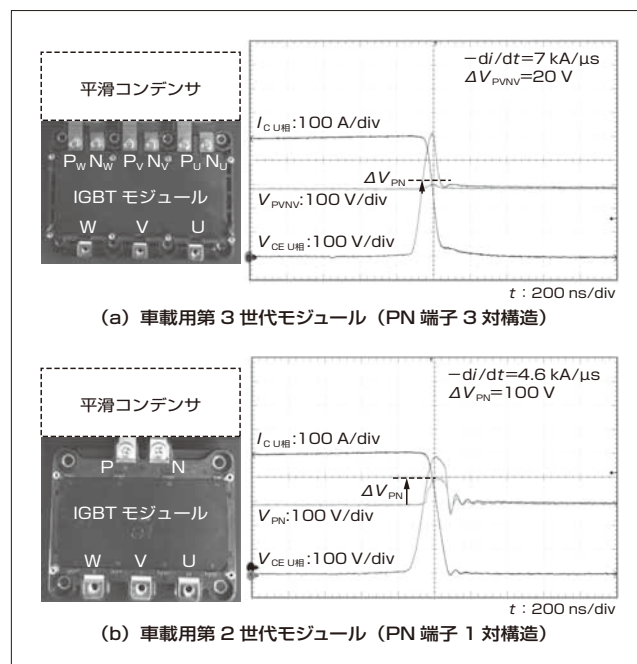 平滑コンデンサ
P_W N_W P_V N_V P_U N_U
IGBT モジュール
W V U
−di/dt=7 kA/μs
ΔV_PVNV=20 V
I_C U相:100 A/div
ΔV_PN
V_PVNV:100 V/div
V_CE U相:100 V/div
t：200 ns/div
（a）車載用第 3 世代モジュール（PN 端子 3 対構造）
平滑コンデンサ
P N
IGBT モジュール
W V U
−di/dt=4.6 kA/μs
ΔV_PN=100 V
I_C U相:100 A/div
ΔV_PN
V_PN:100 V/div
V_CE U相:100 V/div
t：200 ns/div
（b）車載用第 2 世代モジュール（PN 端子 1 対構造）